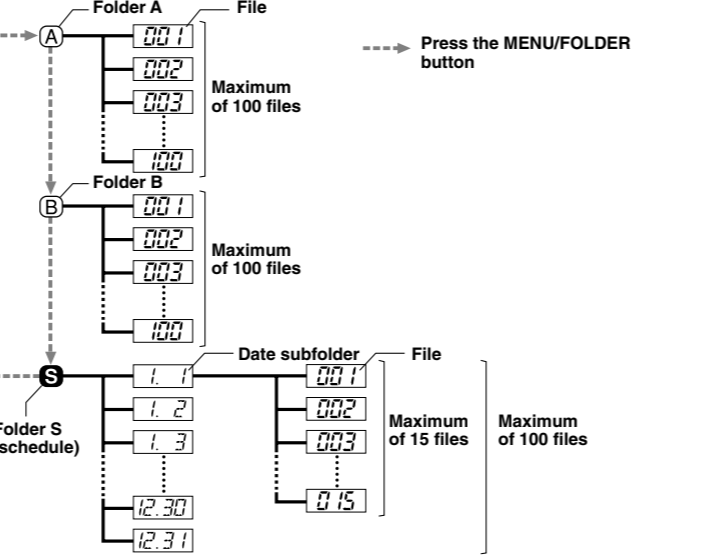 Folder A
File
A
001
002
003
100
Maximum
of 100 files
Press the MENU/FOLDER
button
Folder B
B
001
002
003
100
Maximum
of 100 files
Date subfolder
File
S
1. 1
1. 2
1. 3
12.30
12.31
001
002
003
015
Maximum
of 15 files
Maximum
of 100 files
Folder S
schedule)